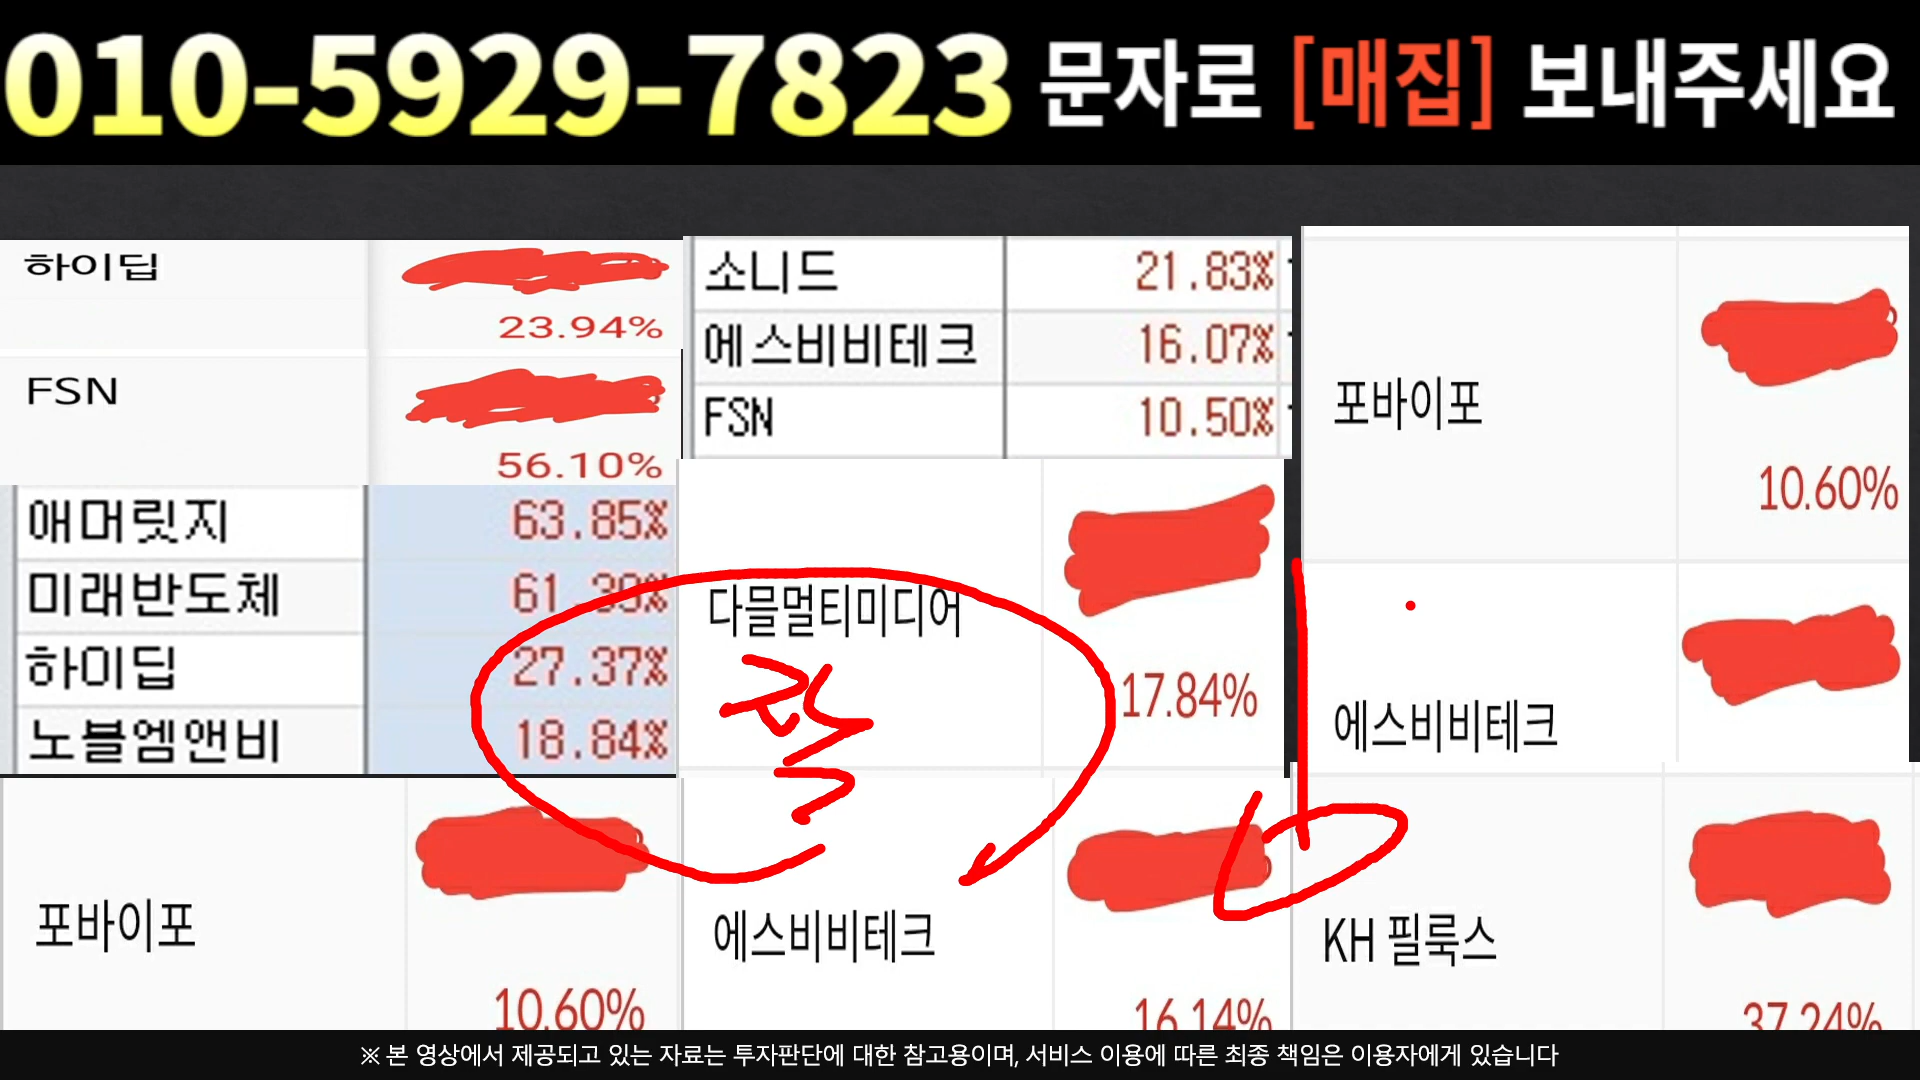 010-5929-7823 문자로 [매집] 보내주세요
하이딥
23.94%
FSN
56.10%
애머릿지 63.85%
미래반도체 61.39%
하이딥 27.37%
노블엠앤비 18.84%
소니드 21.83%
에스비비테크 16.07%
FSN 10.50%
다믈멀티미디어
17.84%
포바이포
10.60%
에스비비테크
포바이포
10.60%
에스비비테크
16.14%
KH 필룩스
37.24%
※ 본 영상에서 제공되고 있는 자료는 투자판단에 대한 참고용이며, 서비스 이용에 따른 최종 책임은 이용자에게 있습니다